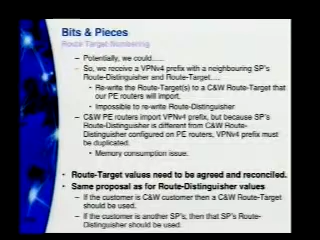 Bits & Pieces
Route Target Numbering
– Potentially, we could......
– So, we receive a VPNv4 prefix with a neighbouring SP's
Route-Distinguisher and Route-Target.....
• Re-write the Route-Target(s) to a C&W Route-Target that
our PE routers will import.
• Impossible to re-write Route-Distinguisher
– C&W PE routers import VPNv4 prefix, but because SP's
Route-Distinguisher is different from C&W Route-
Distinguisher configured on PE routers, VPNv4 prefix must
be duplicated.
• Memory consumption issue.
• Route-Target values need to be agreed and reconciled.
• Same proposal as for Route-Distinguisher values
– If the customer is C&W customer then a C&W Route-Target
should be used.
– If the customer is another SP's, then that SP's Route-
Distinguisher should be used.